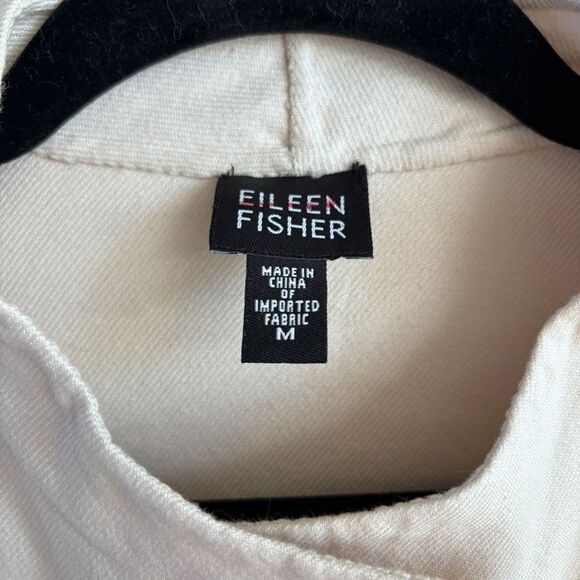 EILEEN
FISHER
MADE IN
CHINA
OF
IMPORTED
FABRIC
M